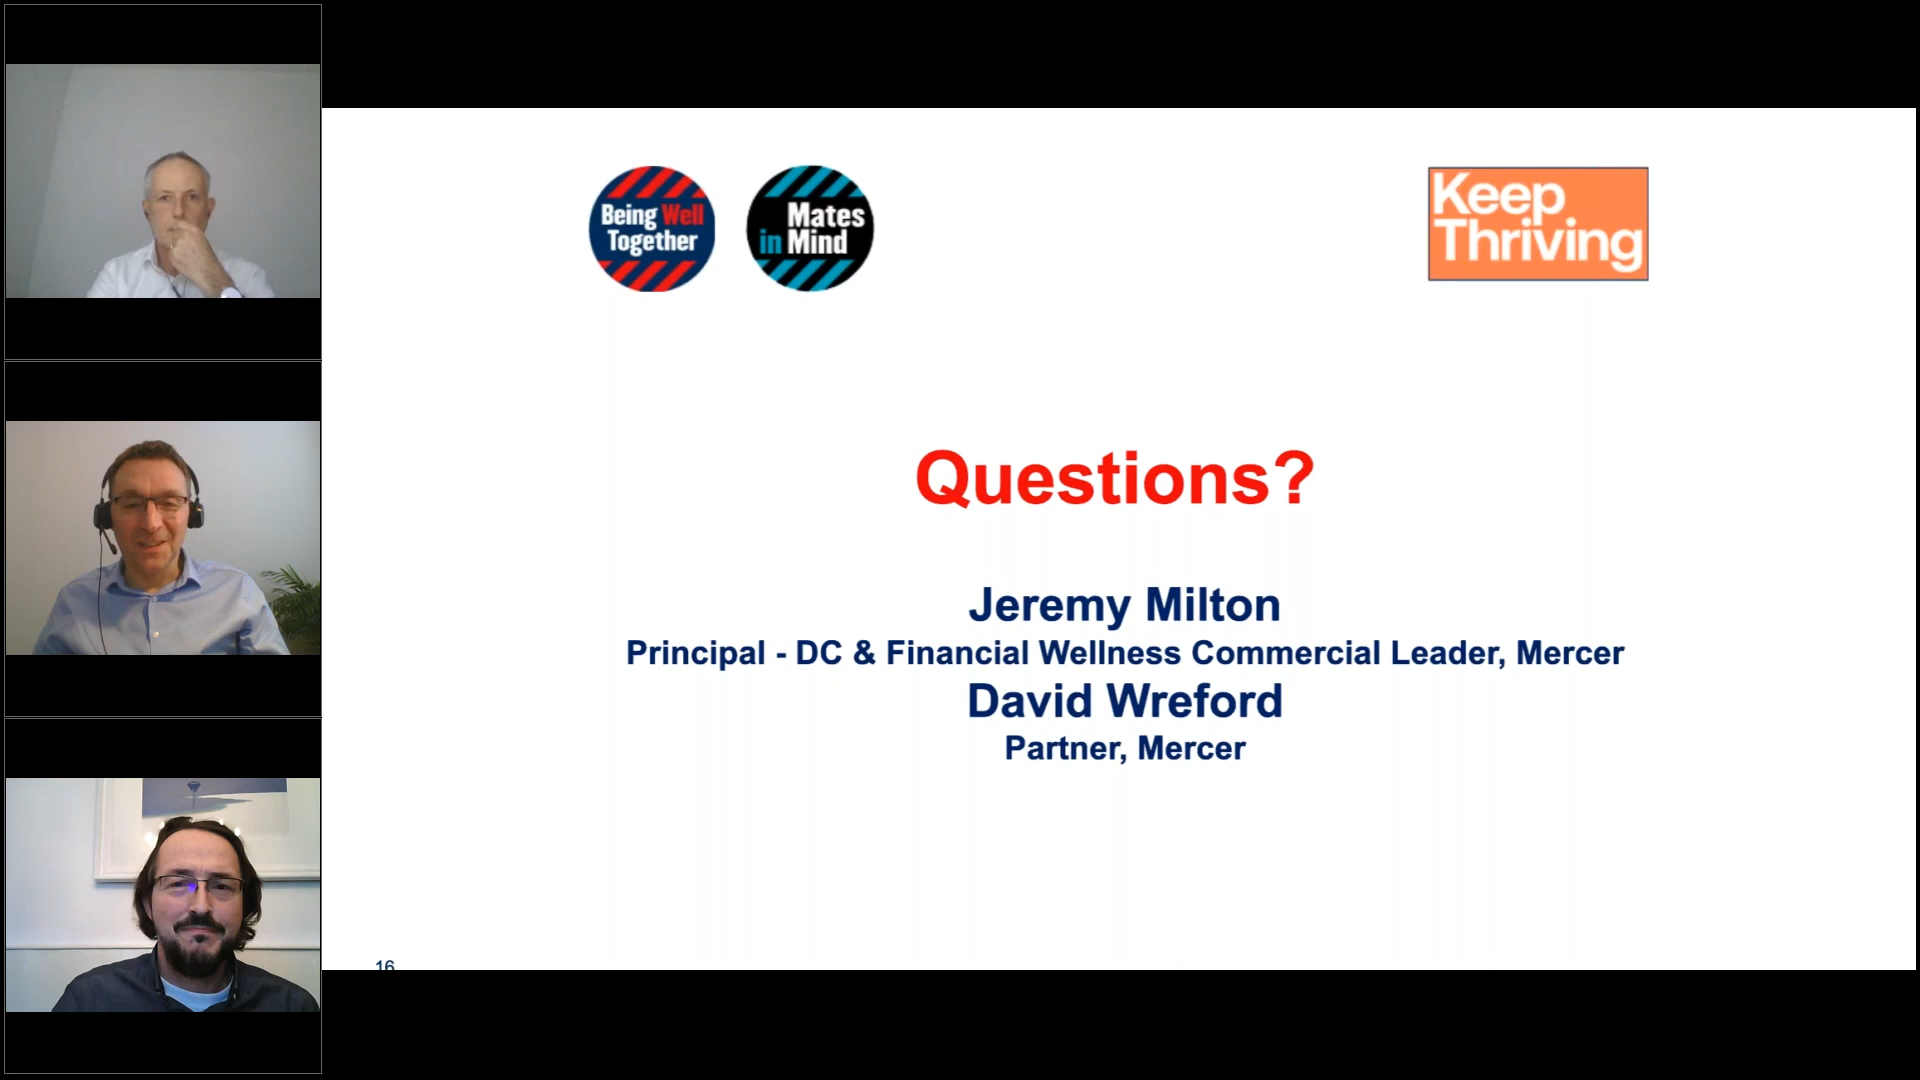 Being Well
Together
Mates
in Mind
Keep
Thriving
Questions?
Jeremy Milton
Principal - DC & Financial Wellness Commercial Leader, Mercer
David Wreford
Partner, Mercer
16